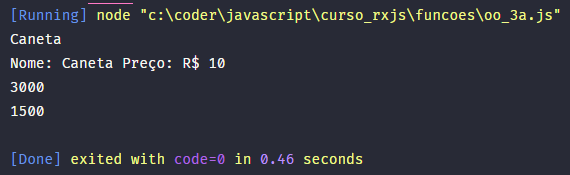 [Running] node "c:\coder\javascript\curso_rxjs\funcoes\oo_3a.js"
Caneta
Nome: Caneta Preço: R$ 10
3000
1500
[Done] exited with code=0 in 0.46 seconds